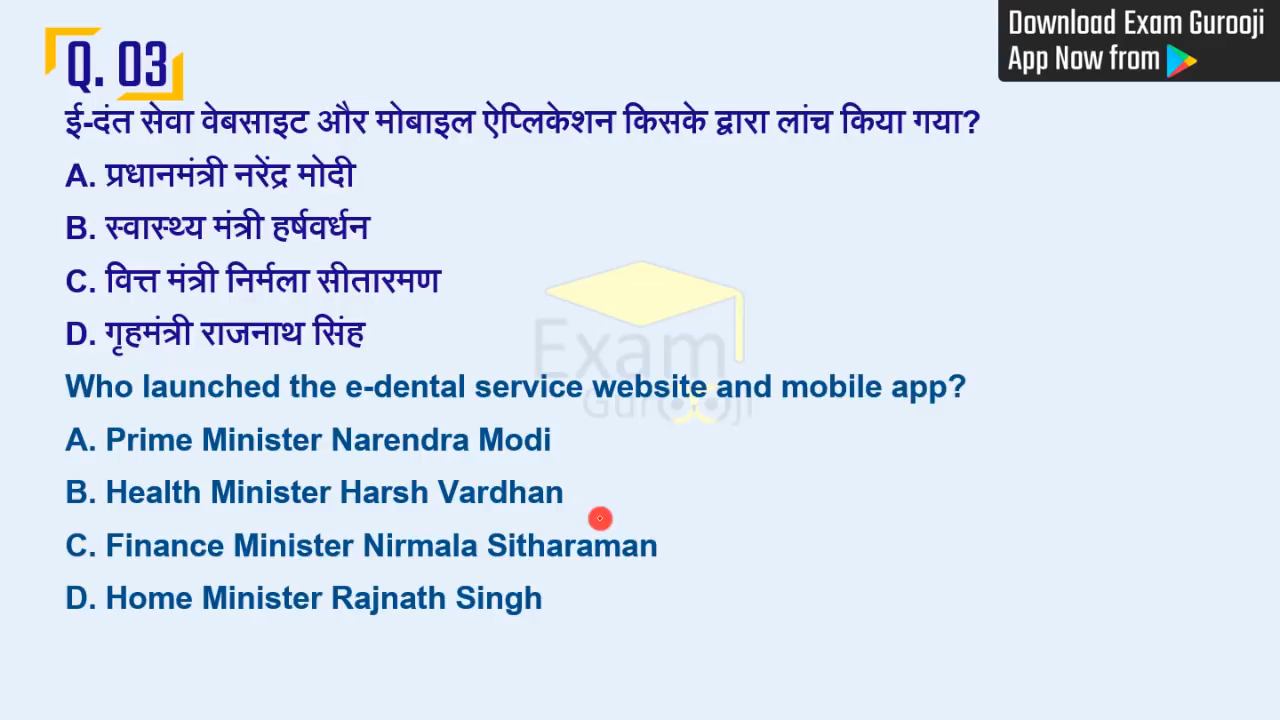 Download Exam Gurooji
App Now from
Q. 03
ई-दंत सेवा वेबसाइट और मोबाइल ऐप्लिकेशन किसके द्वारा लांच किया गया?
A. प्रधानमंत्री नरेंद्र मोदी
B. स्वास्थ्य मंत्री हर्षवर्धन
C. वित्त मंत्री निर्मला सीतारमण
D. गृहमंत्री राजनाथ सिंह
Who launched the e-dental service website and mobile app?
A. Prime Minister Narendra Modi
B. Health Minister Harsh Vardhan
C. Finance Minister Nirmala Sitharaman
D. Home Minister Rajnath Singh
Exam
Gurooji